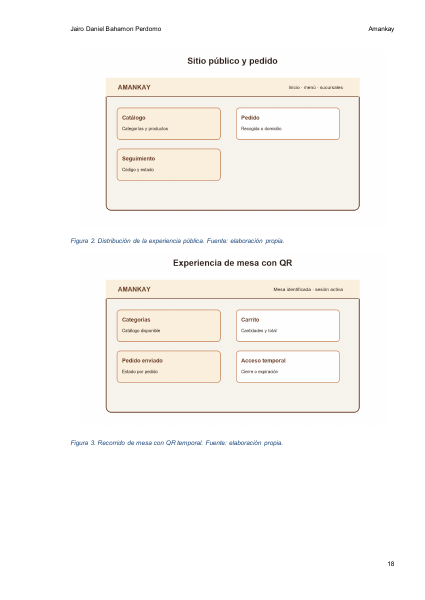 Jairo Daniel Bahamon Perdomo Amankay
Sitio público y pedido
AMANKAY Inicio · menú · sucursales
Catálogo Pedido
Categorías y productos Recogida o domicilio
Seguimiento
Código y estado
Figura 2. Distribución de la experiencia pública. Fuente: elaboración propia.
Experiencia de mesa con QR
AMANKAY Mesa identificada · sesión activa
Categorías Carrito
Catálogo disponible Cantidades y total
Pedido enviado Acceso temporal
Estado por pedido Cierre o expiración
Figura 3. Recorrido de mesa con QR temporal. Fuente: elaboración propia.
18